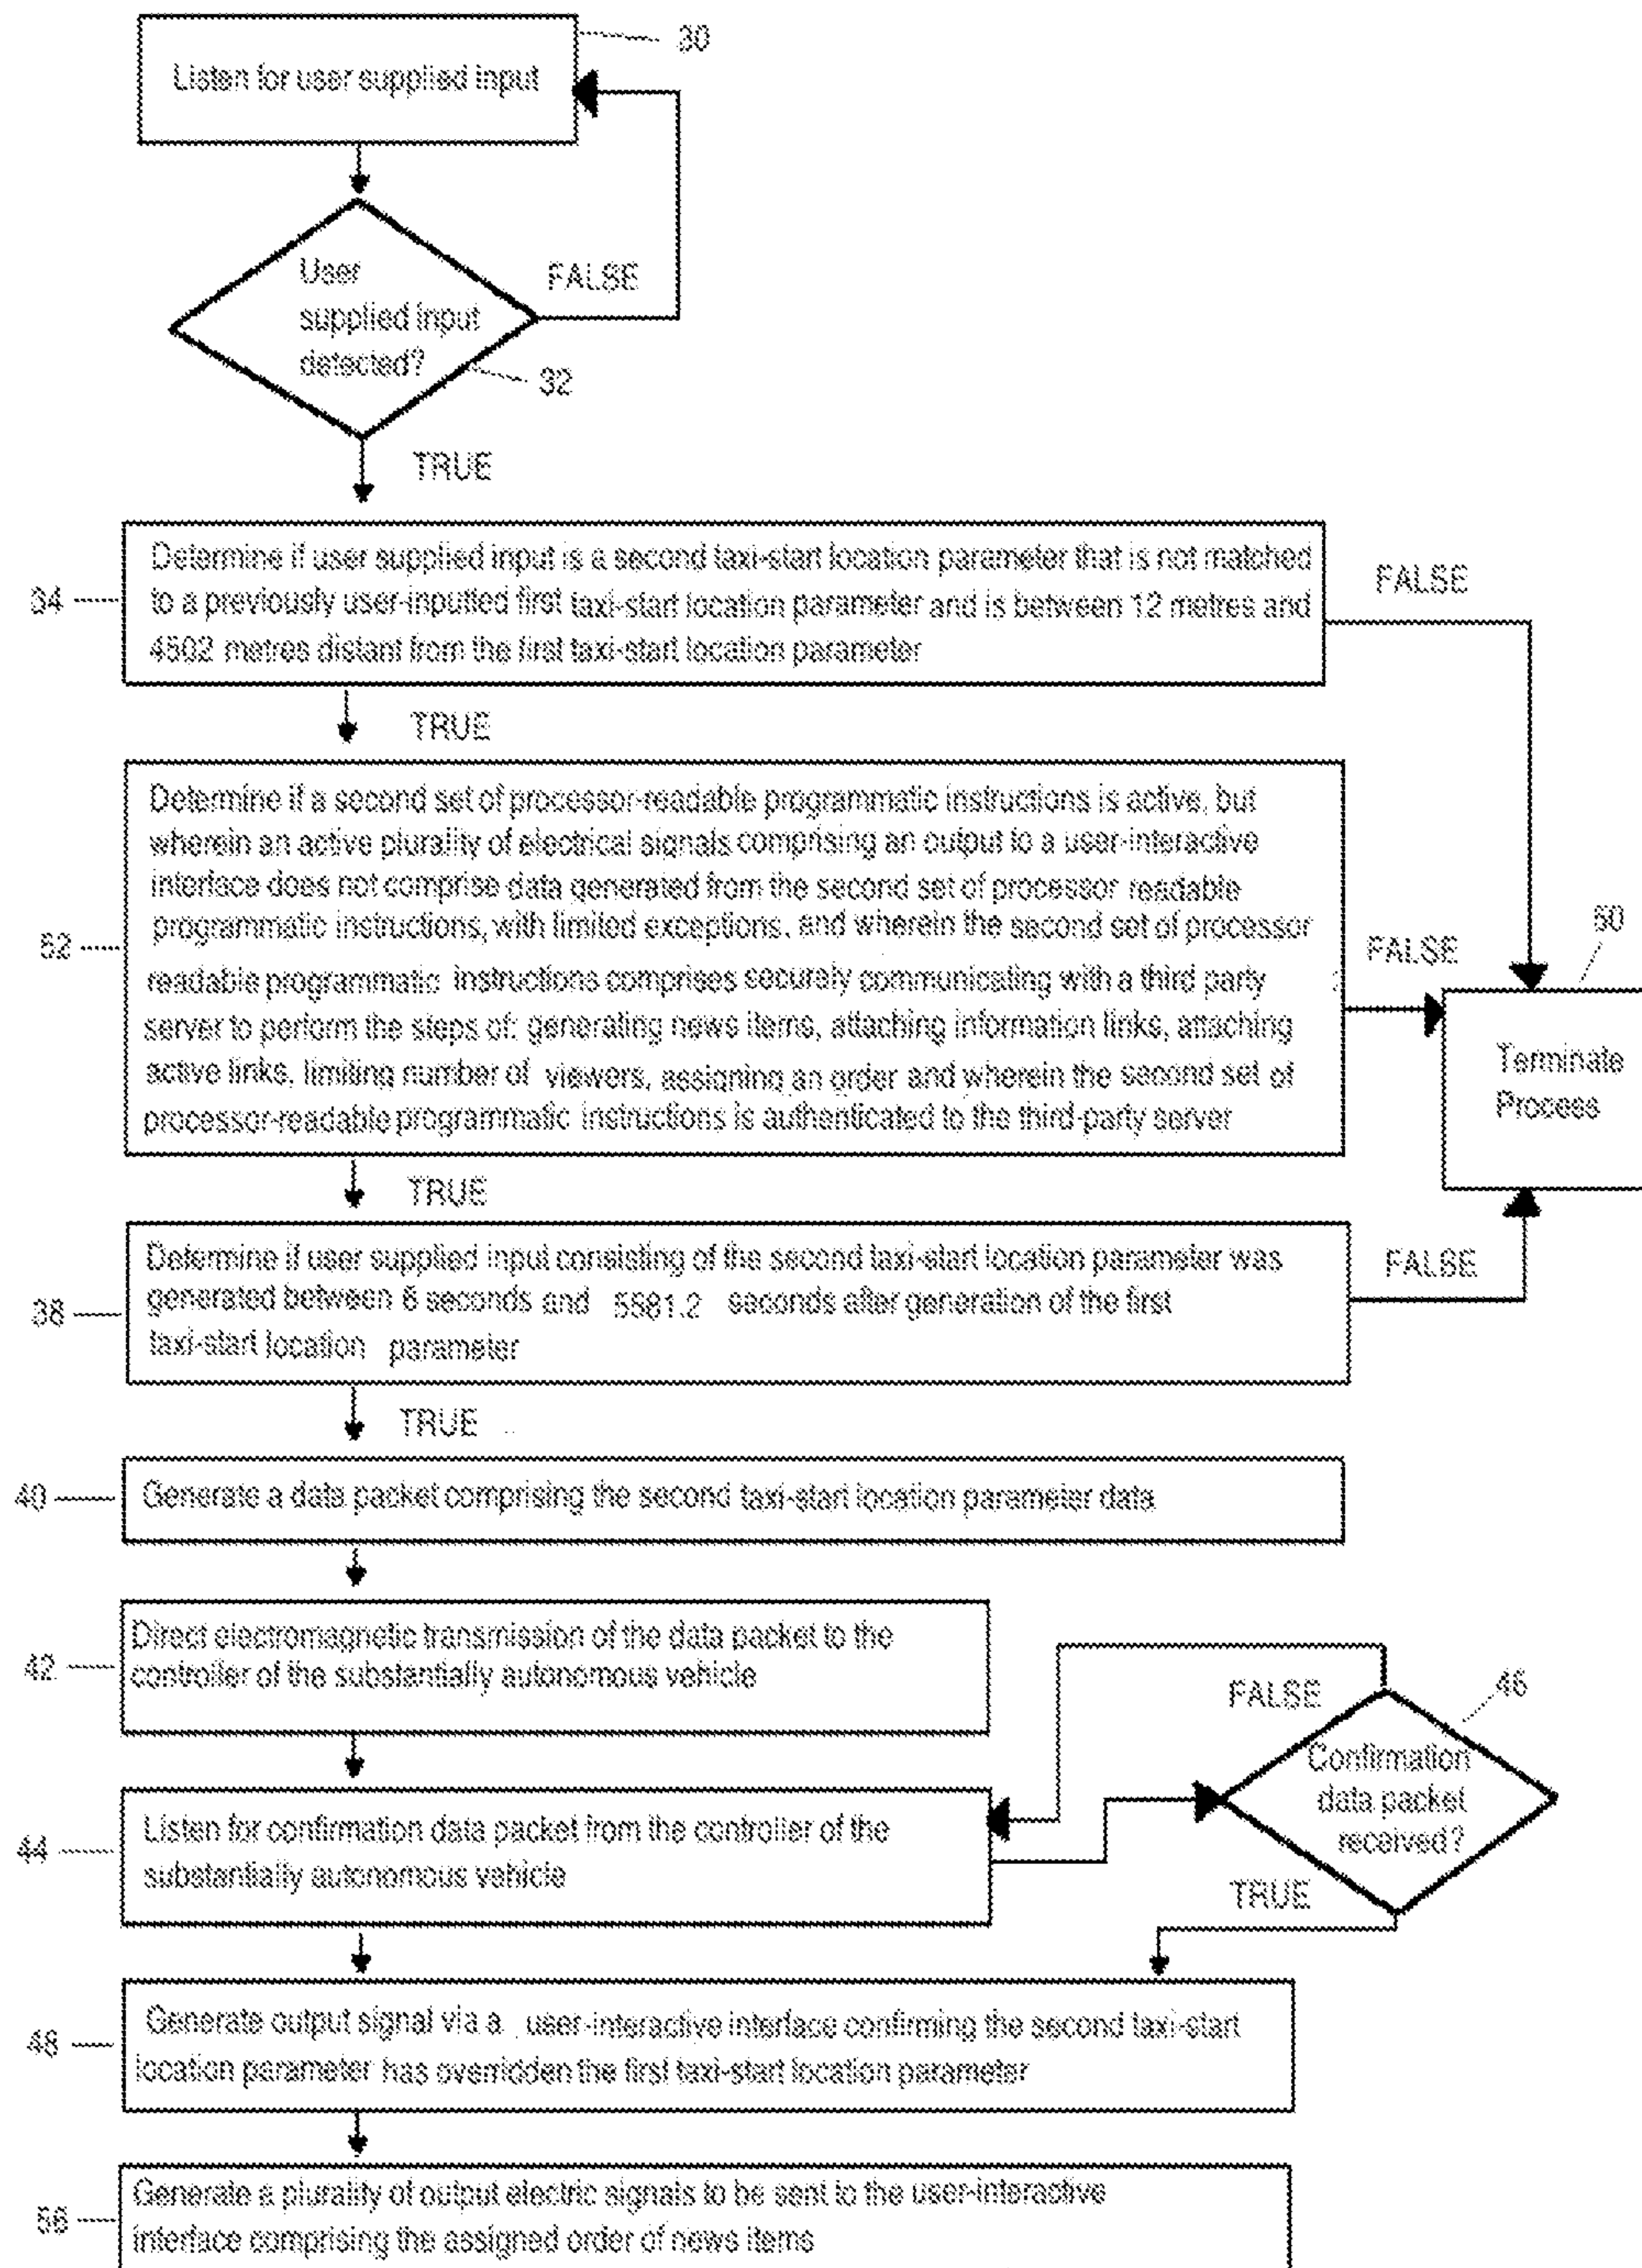 30
Listen for user supplied input
User
supplied input
detected?
FALSE
32
TRUE
34
Determine if user supplied input is a second taxi-start location parameter that is not matched
to a previously user-inputted first taxi-start location parameter and is between 12 metres and
4502 metres distant from the first taxi-start location parameter
FALSE
TRUE
52
Determine if a second set of processor-readable programmatic instructions is active, but
wherein an active plurality of electrical signals comprising an output to a user-interactive
interface does not comprise data generated from the second set of processor readable
programmatic instructions, with limited exceptions, and wherein the second set of processor
readable programmatic instructions comprises securely communicating with a third party
server to perform the steps of: generating news items, attaching information links, attaching
active links, limiting number of viewers, assigning an order and wherein the second set of
processor-readable programmatic instructions is authenticated to the third-party server
FALSE
50
Terminate
Process
TRUE
38
Determine if user supplied input consisting of the second taxi-start location parameter was
generated between 6 seconds and 5581.2 seconds after generation of the first
taxi-start location parameter
FALSE
TRUE
40
Generate a data packet comprising the second taxi-start location parameter data
42
Direct electromagnetic transmission of the data packet to the
controller of the substantially autonomous vehicle
FALSE
46
Confirmation
data packet
received?
44
Listen for confirmation data packet from the controller of the
substantially autonomous vehicle
TRUE
48
Generate output signal via a user-interactive interface confirming the second taxi-start
location parameter has overridden the first taxi-start location parameter
56
Generate a plurality of output electric signals to be sent to the user-interactive
interface comprising the assigned order of news items